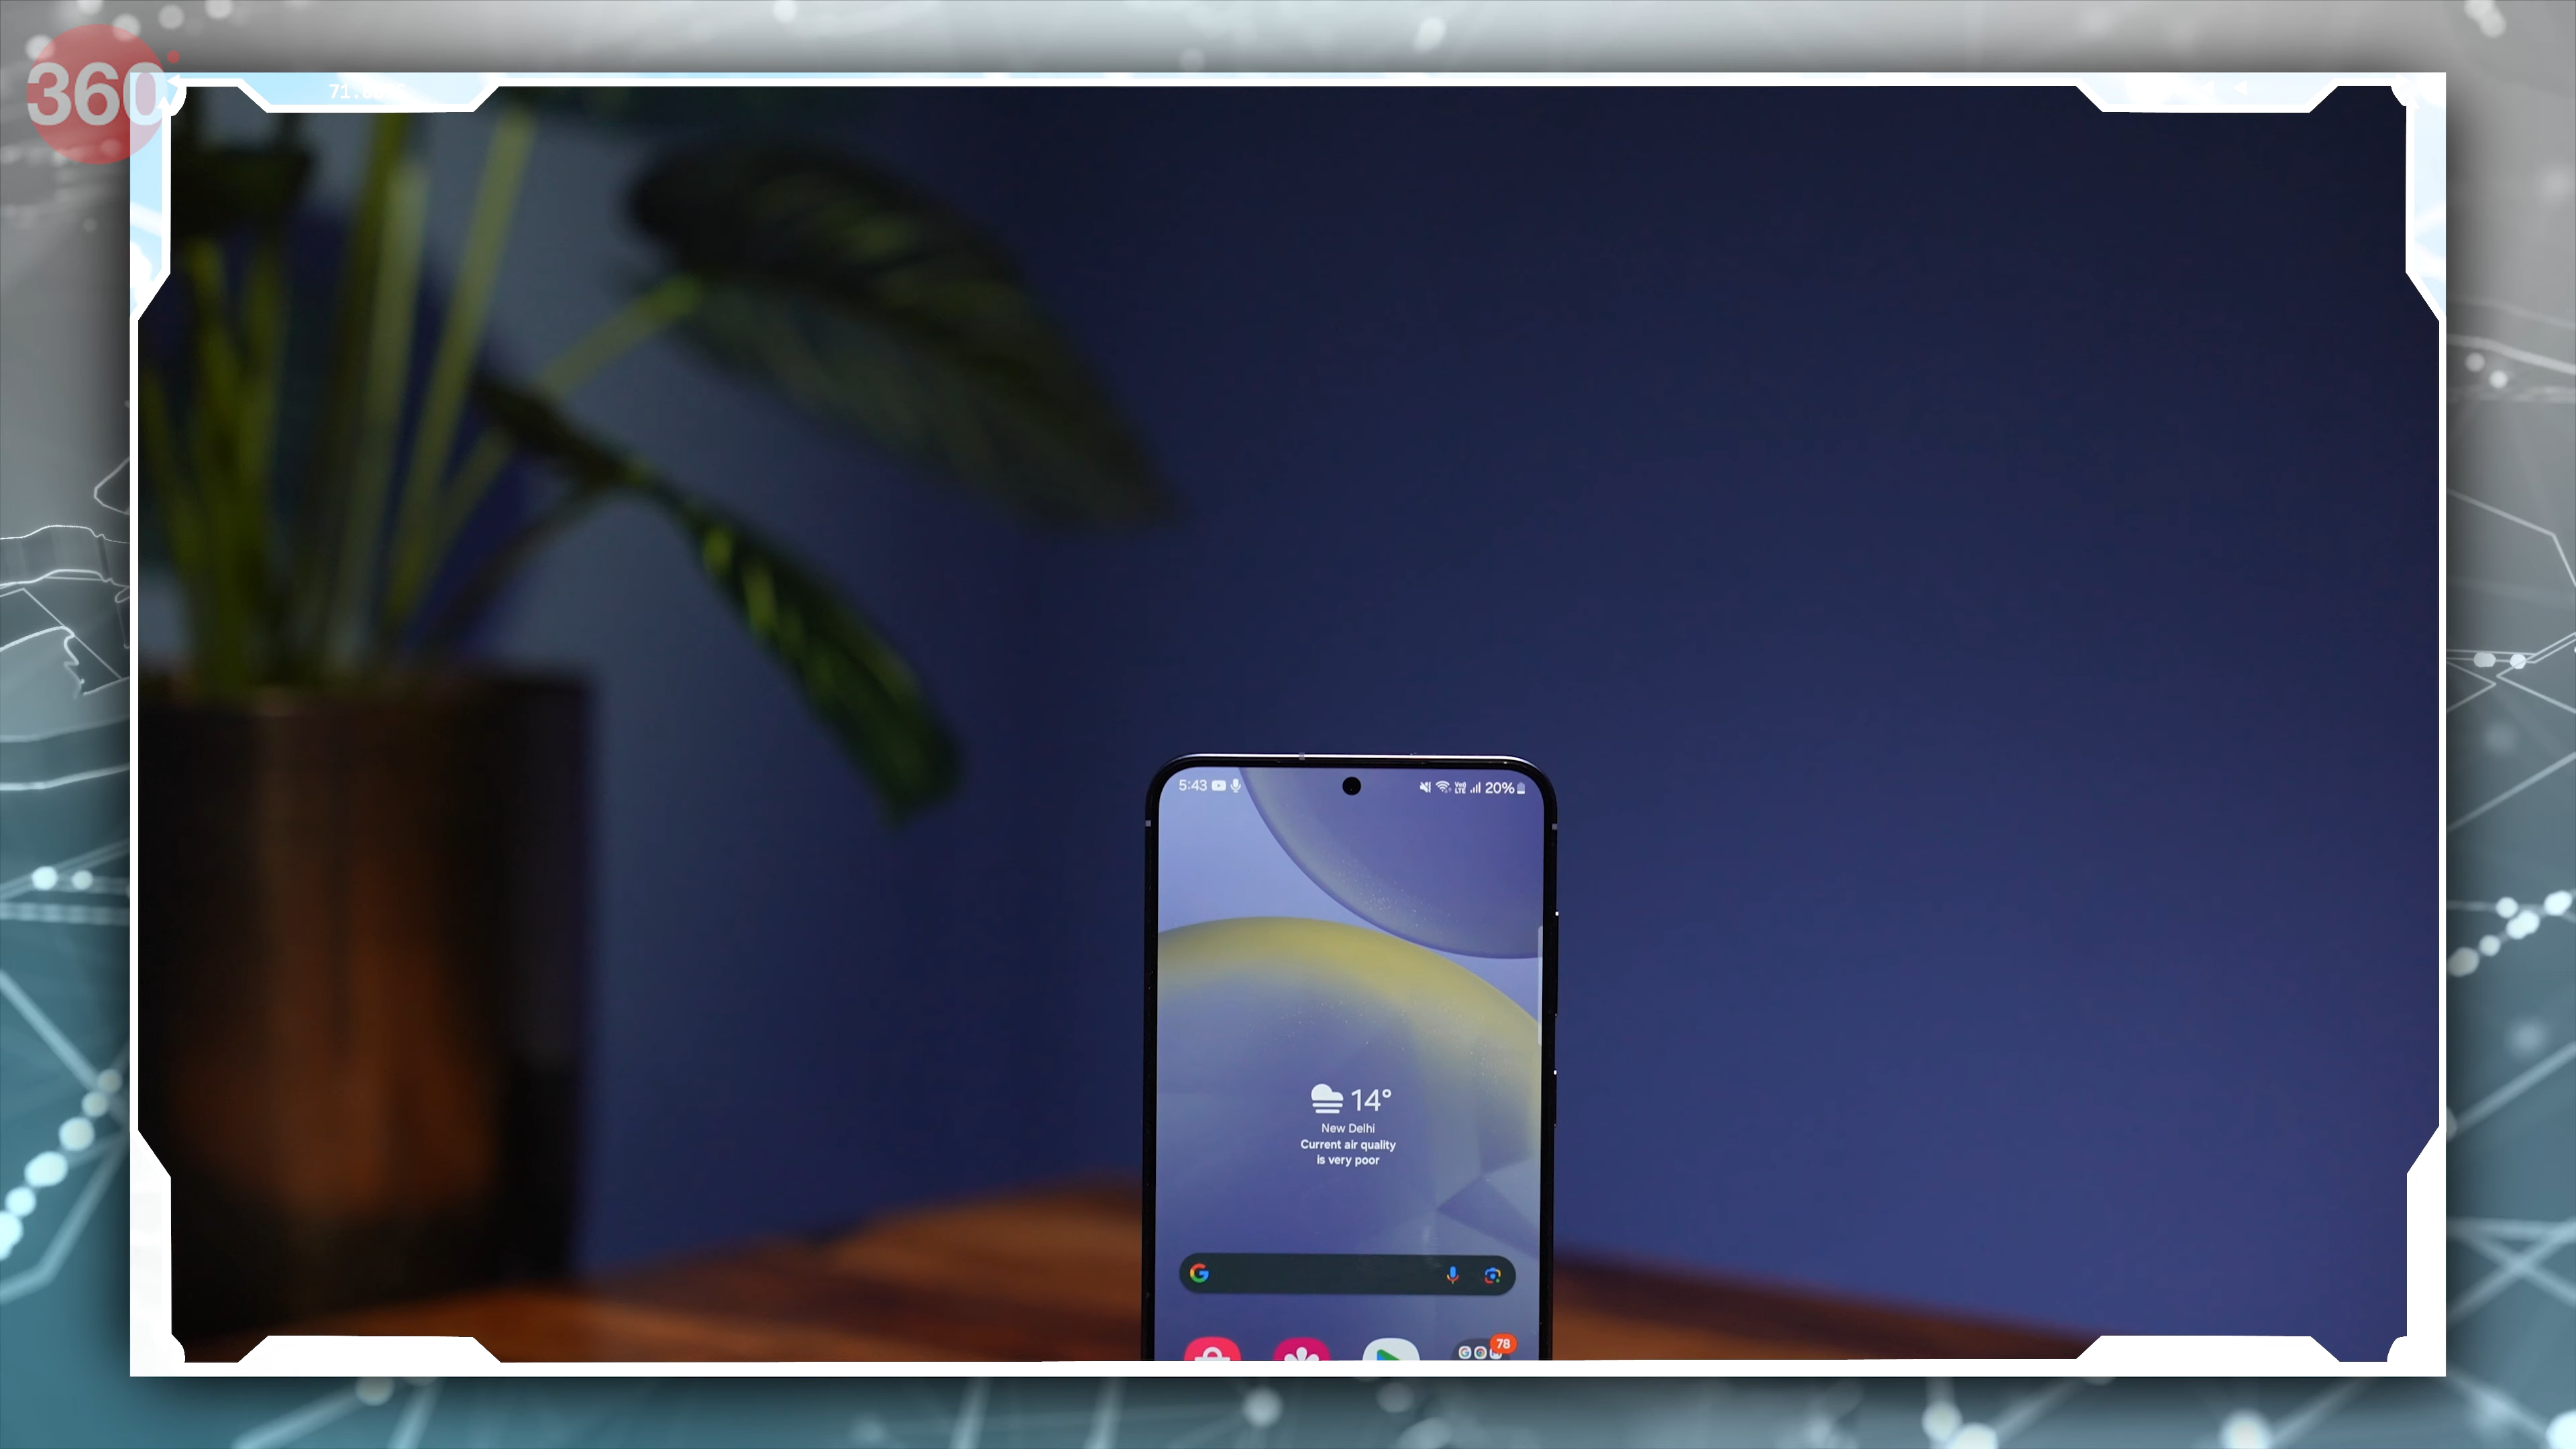 360
5:43
20%
14°
New Delhi
Current air quality
is very poor
78